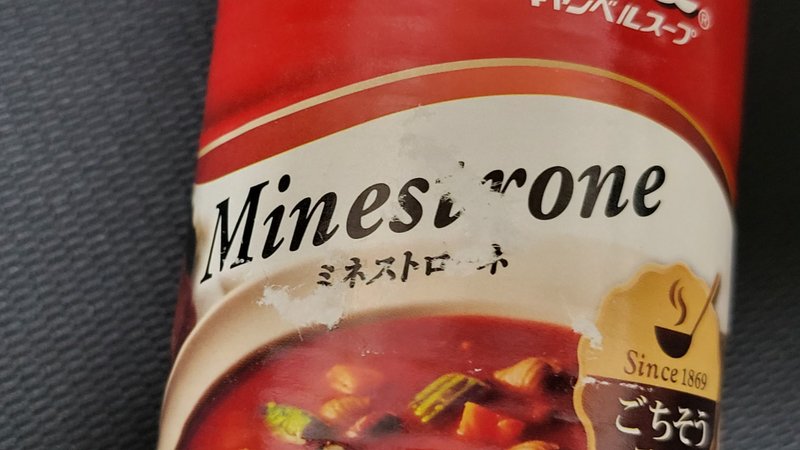 キャンベルスープ
Minestrone
ミネストローネ
Since 1869
ごちそう